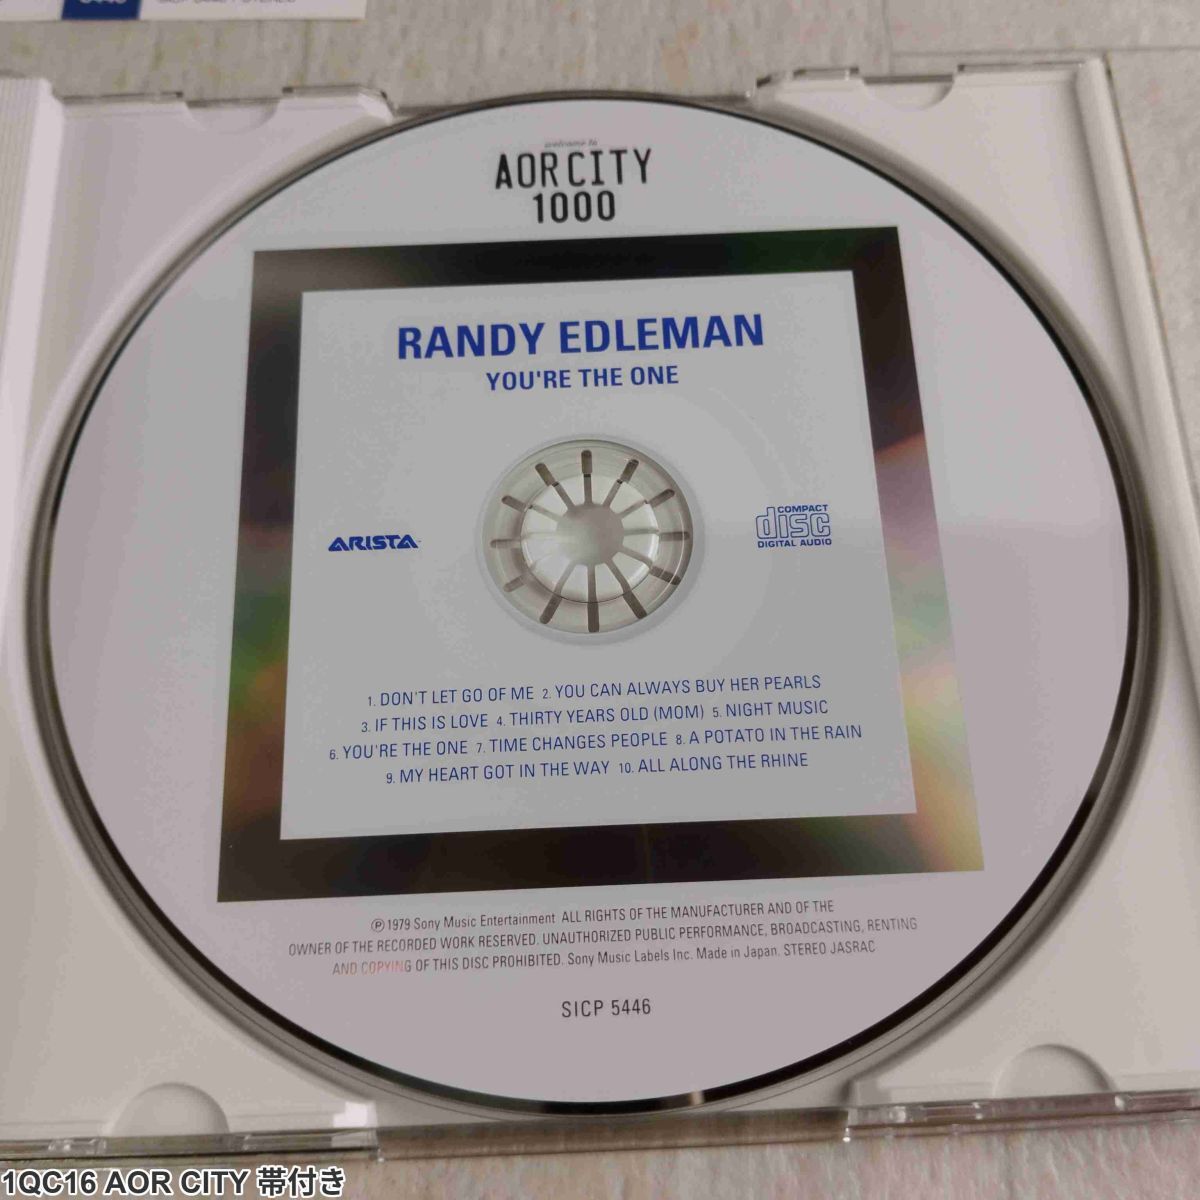 welcome to
AOR CITY
1000
RANDY EDLEMAN
YOU'RE THE ONE
ARISTA
COMPACT
disc
DIGITAL AUDIO
1. DON'T LET GO OF ME 2. YOU CAN ALWAYS BUY HER PEARLS
3. IF THIS IS LOVE 4. THIRTY YEARS OLD (MOM) 5. NIGHT MUSIC
6. YOU'RE THE ONE 7. TIME CHANGES PEOPLE 8. A POTATO IN THE RAIN
9. MY HEART GOT IN THE WAY 10. ALL ALONG THE RHINE
Ⓟ1979 Sony Music Entertainment ALL RIGHTS OF THE MANUFACTURER AND OF THE
OWNER OF THE RECORDED WORK RESERVED. UNAUTHORIZED PUBLIC PERFORMANCE, BROADCASTING, RENTING
AND COPYING OF THIS DISC PROHIBITED. Sony Music Labels Inc. Made in Japan. STEREO JASRAC
SICP 5446
1QC16 AOR CITY 帯付き